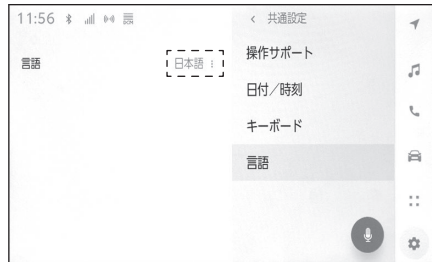 11:56
言語
日本語
共通設定
操作サポート
日付／時刻
キーボード
言語